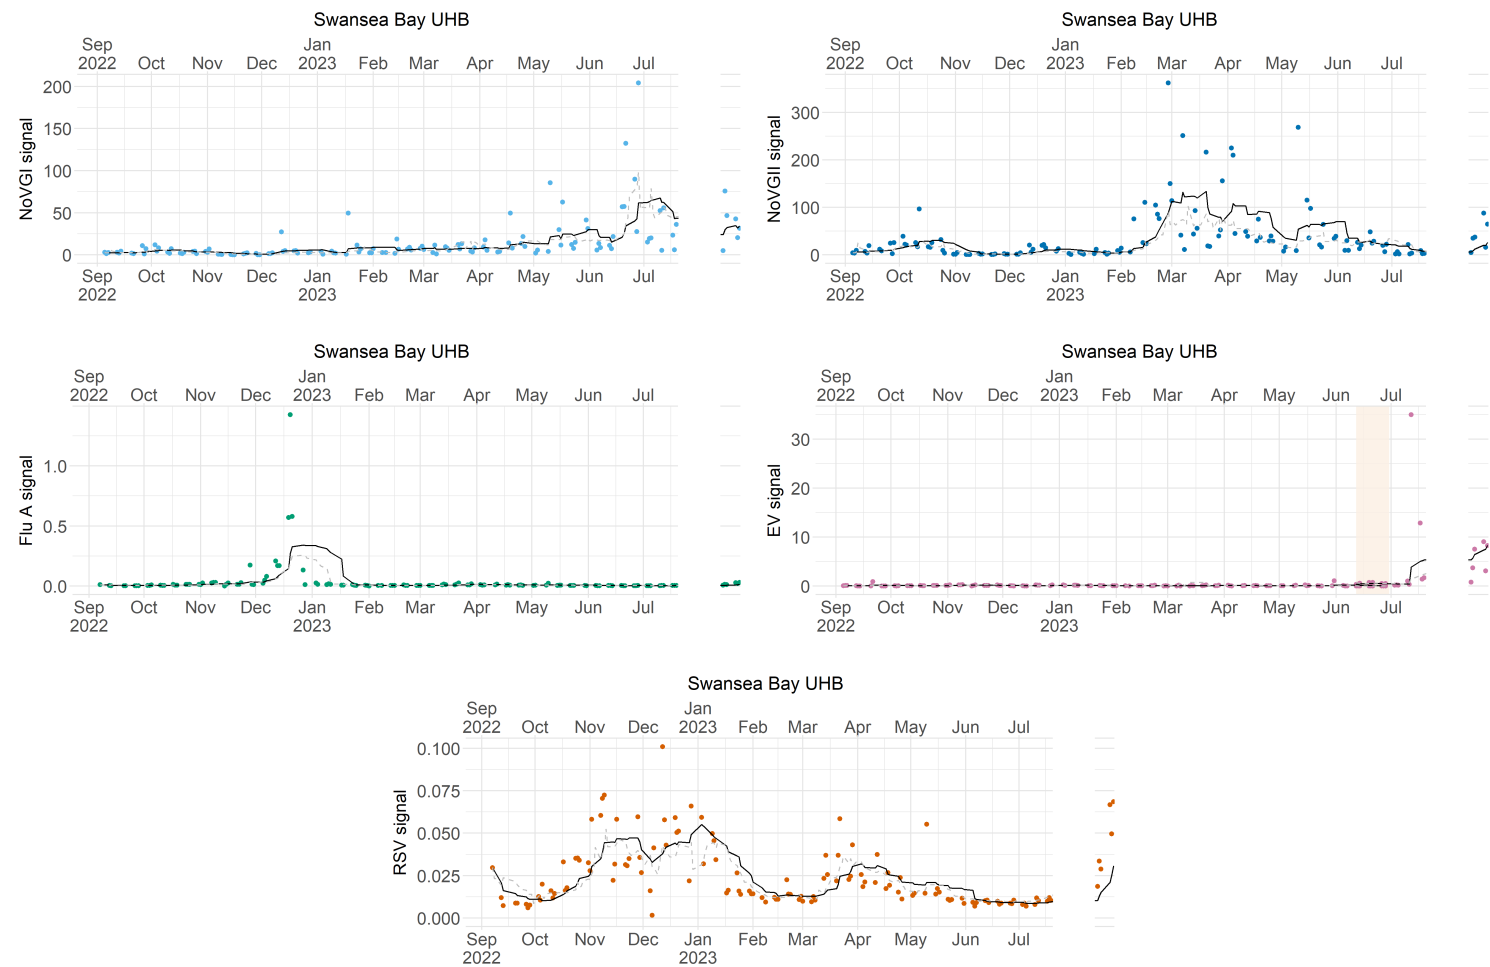 Swansea Bay UHB
Sep Jan
2022 Oct Nov Dec 2023 Feb Mar Apr May Jun Jul
NoVGI signal
200
150
100
50
0
Sep Oct Nov Dec Jan Feb Mar Apr May Jun Jul
2022 2023
Swansea Bay UHB
Sep Jan
2022 Oct Nov Dec 2023 Feb Mar Apr May Jun Jul
NoVGII signal
300
200
100
0
Sep Oct Nov Dec Jan Feb Mar Apr May Jun Jul
2022 2023
Swansea Bay UHB
Sep Jan
2022 Oct Nov Dec 2023 Feb Mar Apr May Jun Jul
Flu A signal
1.0
0.5
0.0
Sep Oct Nov Dec Jan Feb Mar Apr May Jun Jul
2022 2023
Swansea Bay UHB
Sep Jan
2022 Oct Nov Dec 2023 Feb Mar Apr May Jun Jul
EV signal
30
20
10
0
Sep Oct Nov Dec Jan Feb Mar Apr May Jun Jul
2022 2023
Swansea Bay UHB
Sep Jan
2022 Oct Nov Dec 2023 Feb Mar Apr May Jun Jul
RSV signal
0.100
0.075
0.050
0.025
0.000
Sep Oct Nov Dec Jan Feb Mar Apr May Jun Jul
2022 2023